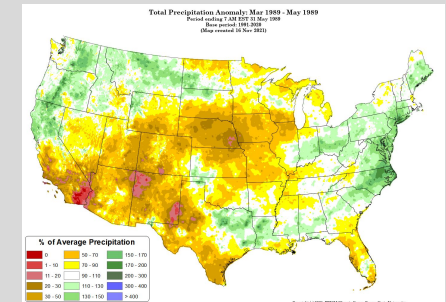 Total Precipitation Anomaly: Mar 1989 - May 1989
Period ending 7 AM EST 31 May 1989
Base period: 1991-2020
(Map created 16 Nov 2021)
% of Average Precipitation
0 50 - 70 150 - 170
1 - 10 70 - 90 170 - 200
11 - 20 90 - 110 200 - 300
20 - 30 110 - 130 300 - 400
30 - 50 130 - 150 > 400